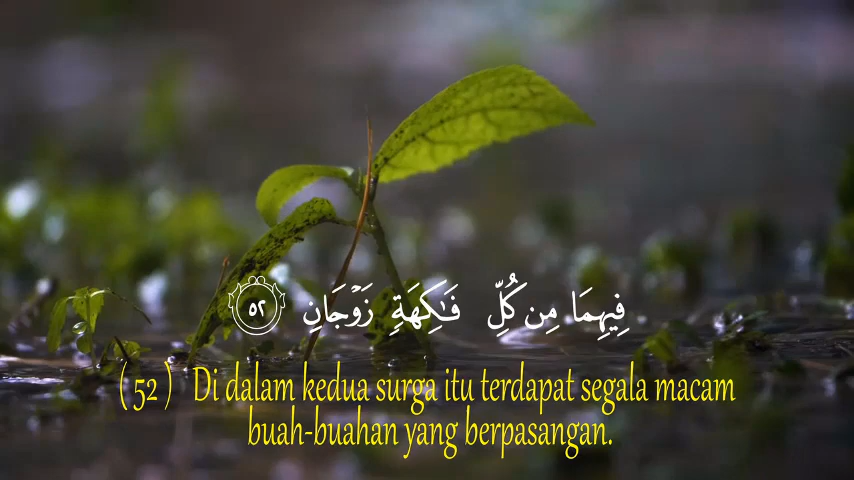 فِيهِمَا مِن كُلِّ فَـٰكِهَةٍ زَوْجَانِ ٥٢
( 52 ) Di dalam kedua surga itu terdapat segala macam
buah-buahan yang berpasangan.